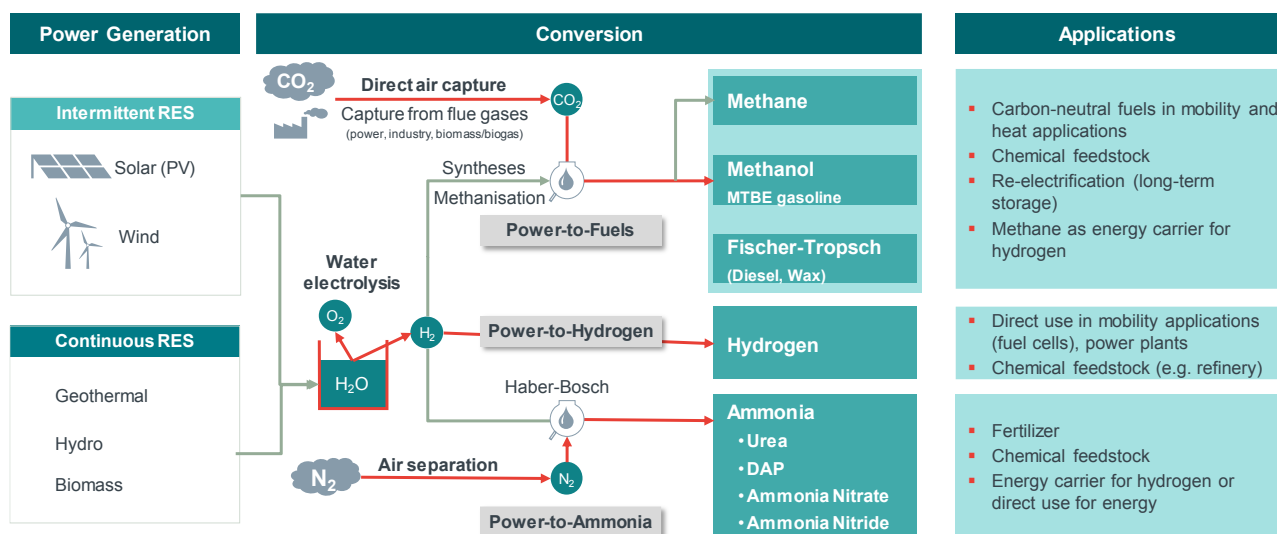 Power Generation
Conversion
Applications
Intermittent RES
Solar (PV)
Wind
Continuous RES
Geothermal
Hydro
Biomass
CO2
Direct air capture
Capture from flue gases
(power, industry, biomass/biogas)
CO2
Syntheses
Methanisation
Power-to-Fuels
Water
electrolysis
O2
H2
H2O
Power-to-Hydrogen
Haber-Bosch
N2
Air separation
N2
Power-to-Ammonia
Methane
Methanol
MTBE gasoline
Fischer-Tropsch
(Diesel, Wax)
Hydrogen
Ammonia
• Urea
• DAP
• Ammonia Nitrate
• Ammonia Nitride
▪ Carbon-neutral fuels in mobility and
heat applications
▪ Chemical feedstock
▪ Re-electrification (long-term
storage)
▪ Methane as energy carrier for
hydrogen
▪ Direct use in mobility applications
(fuel cells), power plants
▪ Chemical feedstock (e.g. refinery)
▪ Fertilizer
▪ Chemical feedstock
▪ Energy carrier for hydrogen or
direct use for energy